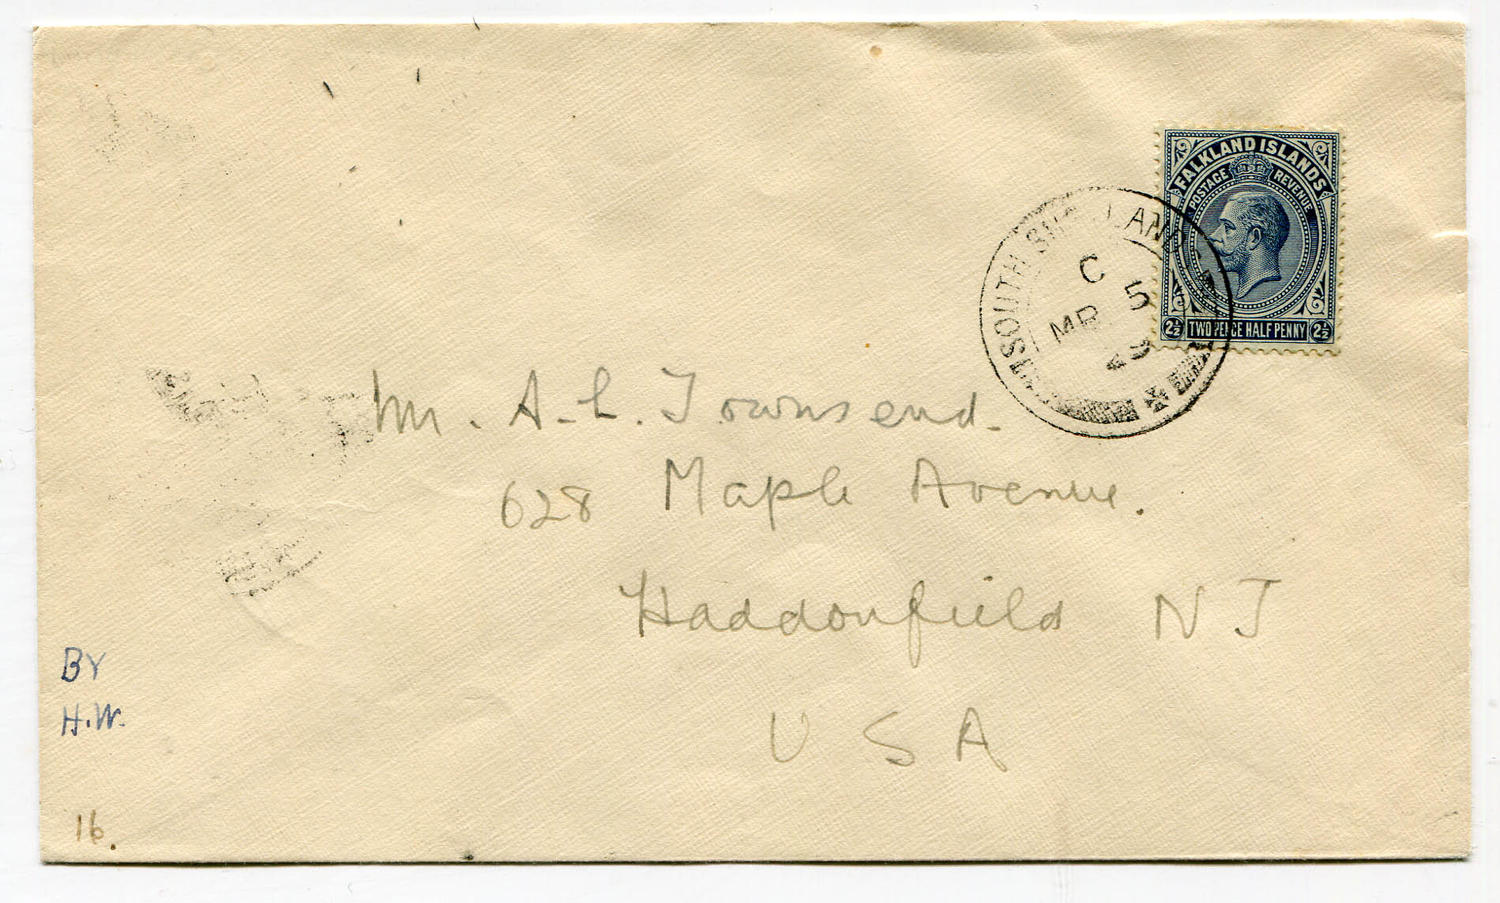 FALKLAND ISLANDS
POSTAGE REVENUE
2½ TWO PENCE HALF PENNY 2½
SOUTH SHETLAND
C
MR 5
29
Mr. A. L. Townsend.
628 Maple Avenue.
Haddonfield NJ
USA
BY
H.W.
16.